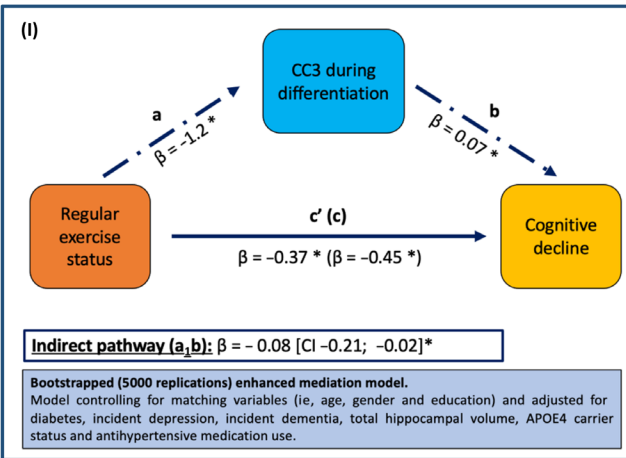 (I)
CC3 during
differentiation
a
β = -1.2 *
b
β = 0.07 *
Regular
exercise
status
c’ (c)
β = -0.37 * (β = -0.45 *)
Cognitive
decline
Indirect pathway (a₁b): β = - 0.08 [CI -0.21; -0.02]*
Bootstrapped (5000 replications) enhanced mediation model.
Model controlling for matching variables (ie, age, gender and education) and adjusted for
diabetes, incident depression, incident dementia, total hippocampal volume, APOE4 carrier
status and antihypertensive medication use.